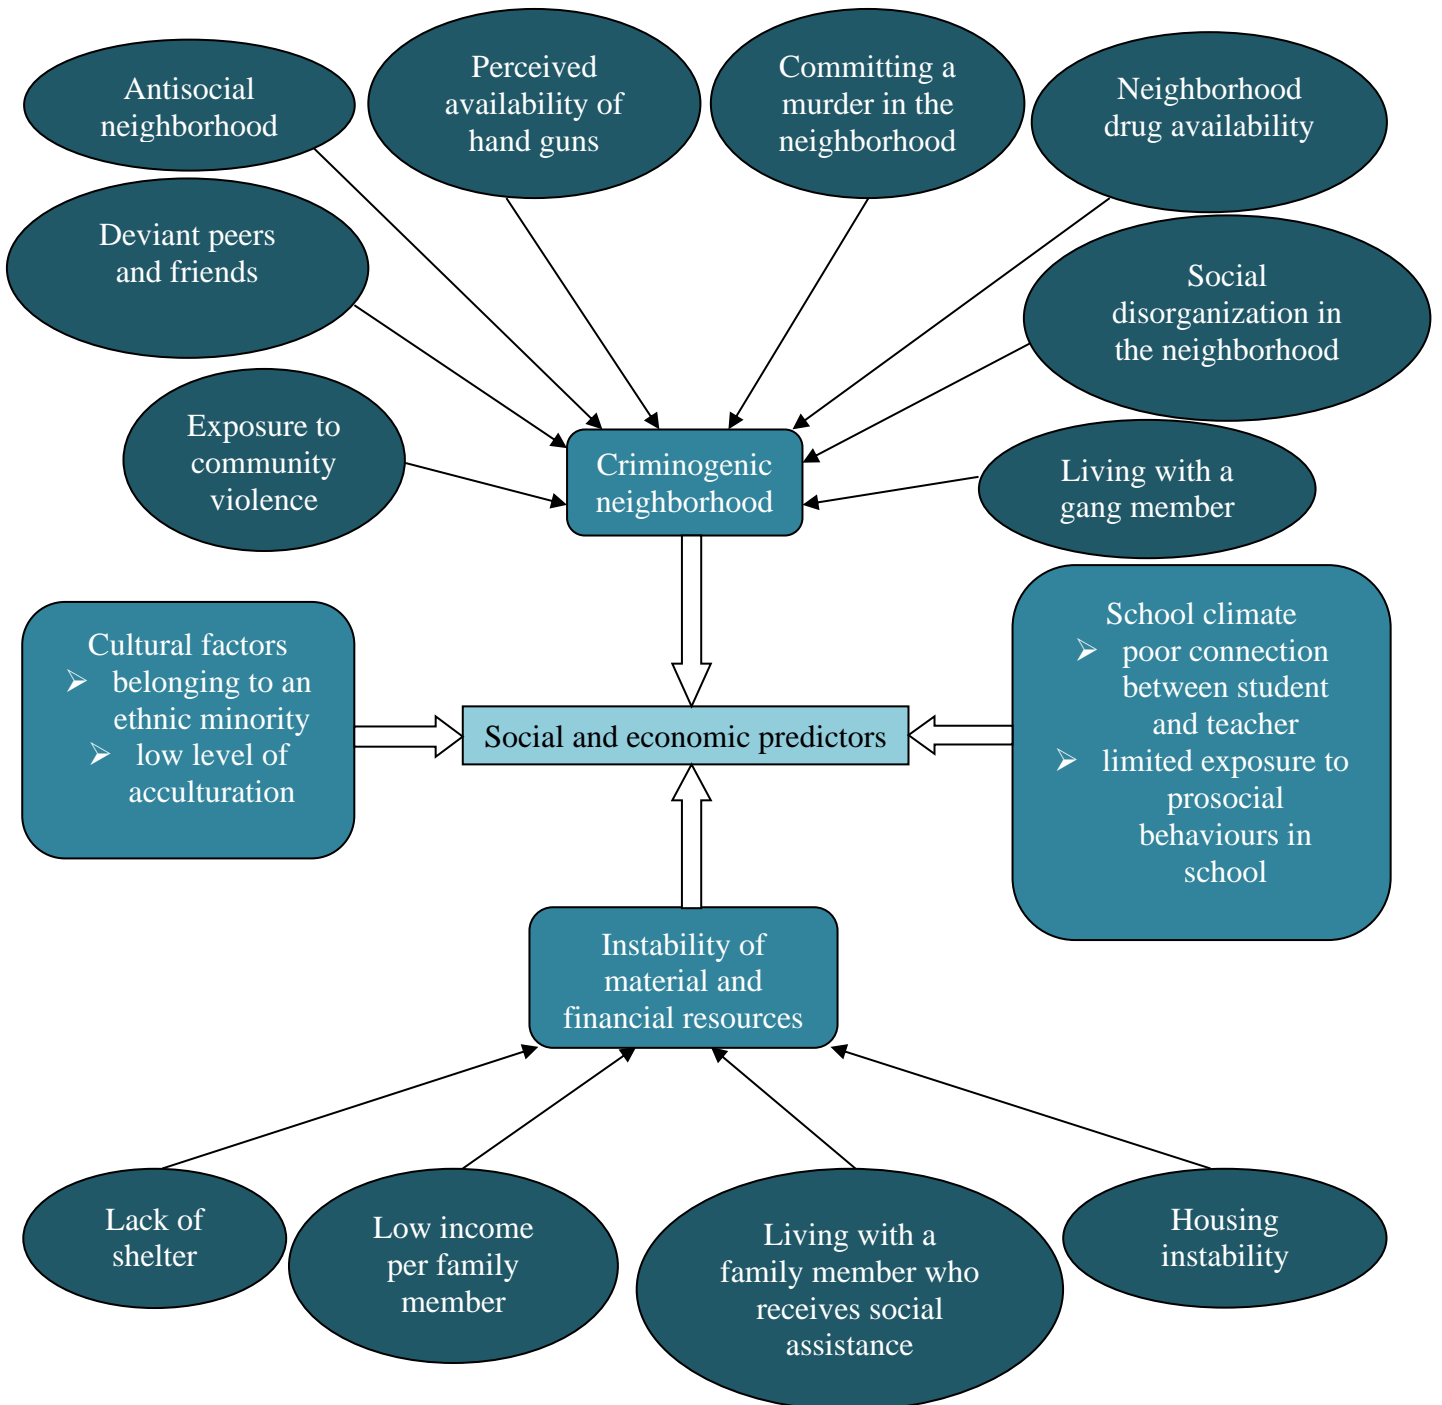 Antisocial
neighborhood
Perceived
availability of
hand guns
Committing a
murder in the
neighborhood
Neighborhood
drug availability
Deviant peers
and friends
Social
disorganization in
the neighborhood
Exposure to
community
violence
Criminogenic
neighborhood
Living with a
gang member
Cultural factors
➢ belonging to an
ethnic minority
➢ low level of
acculturation
Social and economic predictors
School climate
➢ poor connection
between student
and teacher
➢ limited exposure to
prosocial
behaviours in
school
Instability of
material and
financial resources
Lack of
shelter
Low income
per family
member
Living with a
family member who
receives social
assistance
Housing
instability